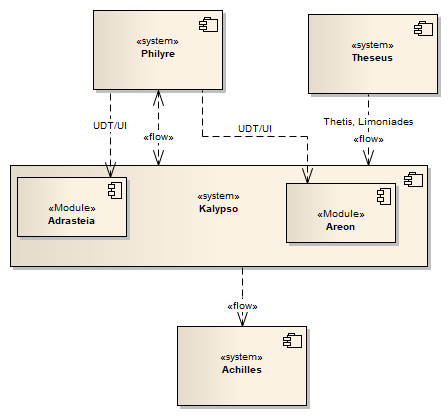 «system»
Philyre
«system»
Theseus
UDT/UI
«flow»
UDT/UI
Thetis, Limoniades
«flow»
«Module»
Adrasteia
«system»
Kalypso
«Module»
Areon
«flow»
«system»
Achilles